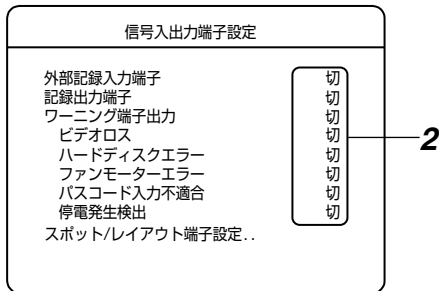 信号入出力端子設定
外部記録入力端子 切
記録出力端子 切
ワーニング端子出力 切
ビデオロス 切
ハードディスクエラー 切
ファンモーターエラー 切
パスコード入力不適合 切
停電発生検出 切
スポット/レイアウト端子設定..
2